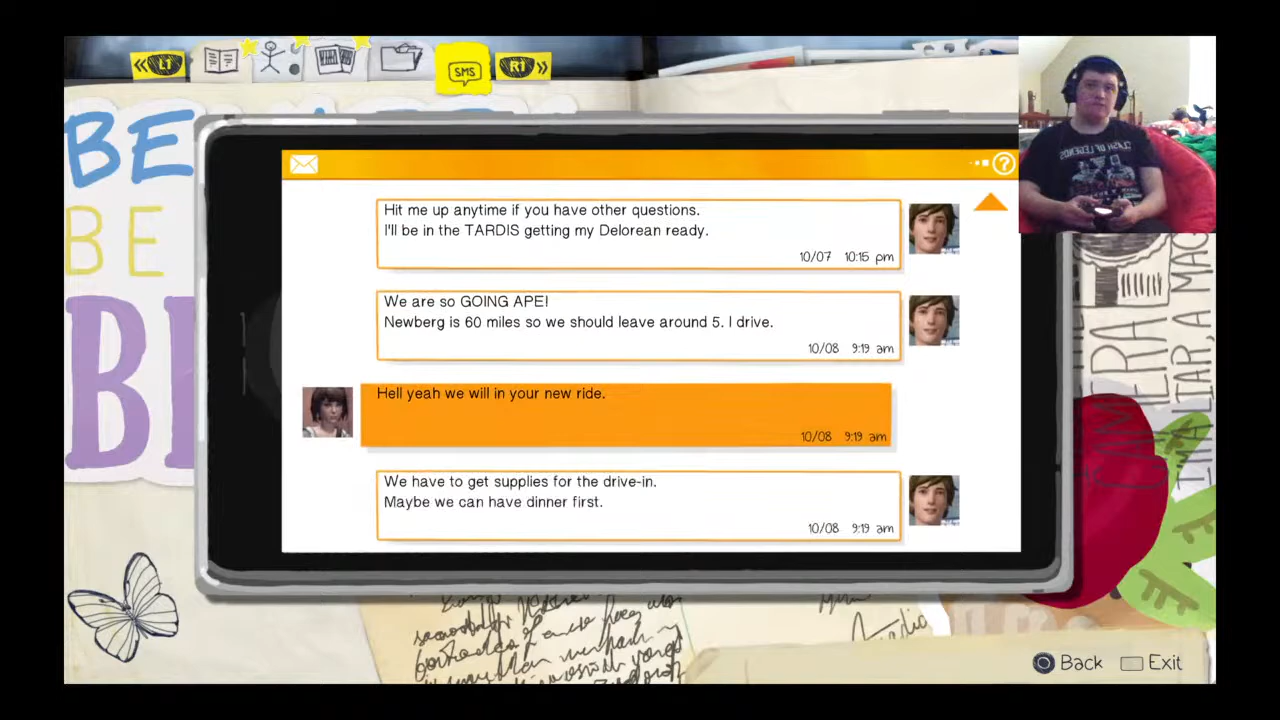 LT
SMS
R1
BE
BE
Hit me up anytime if you have other questions.
I'll be in the TARDIS getting my Delorean ready.
10/07 10:15 pm
We are so GOING APE!
Newberg is 60 miles so we should leave around 5. I drive.
10/08 9:19 am
Hell yeah we will in your new ride.
10/08 9:19 am
We have to get supplies for the drive-in.
Maybe we can have dinner first.
10/08 9:19 am
Back
Exit